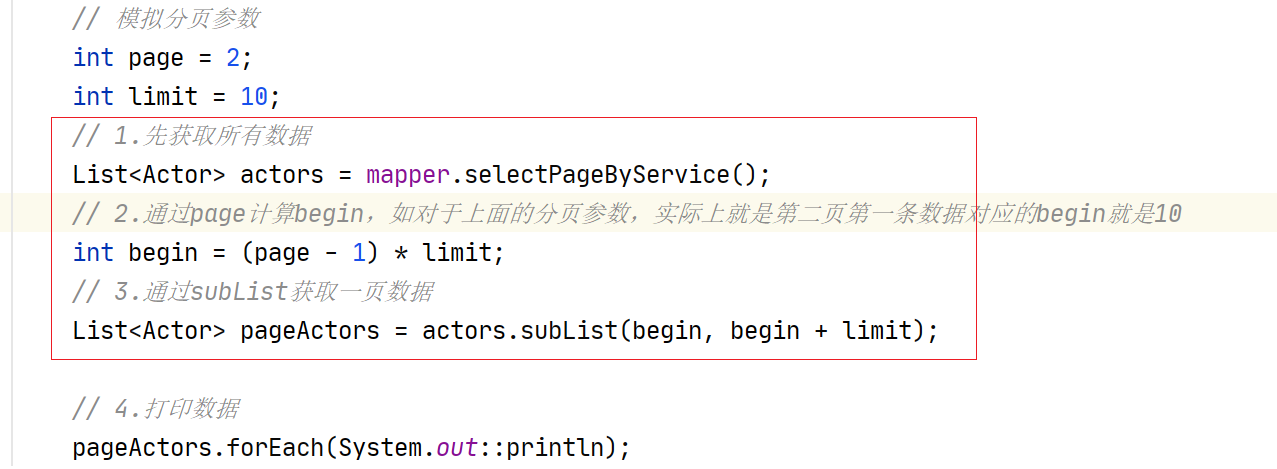 // 模拟分页参数
int page = 2;
int limit = 10;
// 1.先获取所有数据
List<Actor> actors = mapper.selectPageByService();
// 2.通过page计算begin，如对于上面的分页参数，实际上就是第二页第一条数据对应的begin就是10
int begin = (page - 1) * limit;
// 3.通过subList获取一页数据
List<Actor> pageActors = actors.subList(begin, begin + limit);
// 4.打印数据
pageActors.forEach(System.out::println);